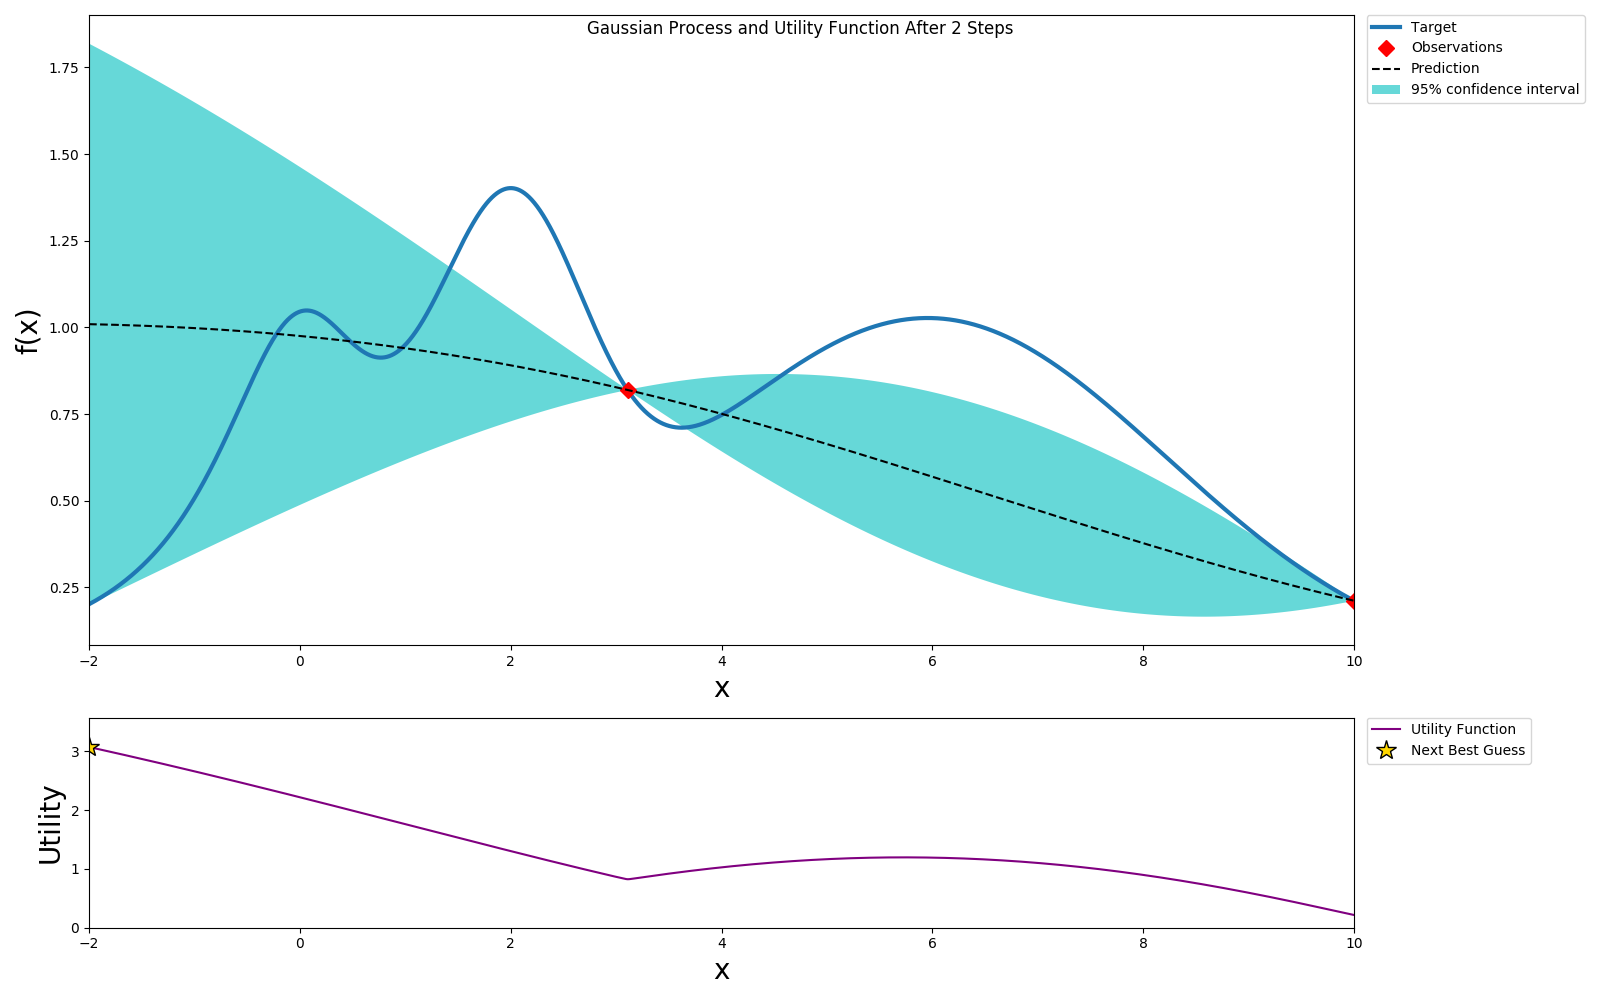 Gaussian Process and Utility Function After 2 Steps
Target
Observations
Prediction
95% confidence interval
f(x)
1.75
1.50
1.25
1.00
0.75
0.50
0.25
−2 0 2 4 6 8 10
x
Utility Function
Next Best Guess
Utility
3
2
1
0
−2 0 2 4 6 8 10
x